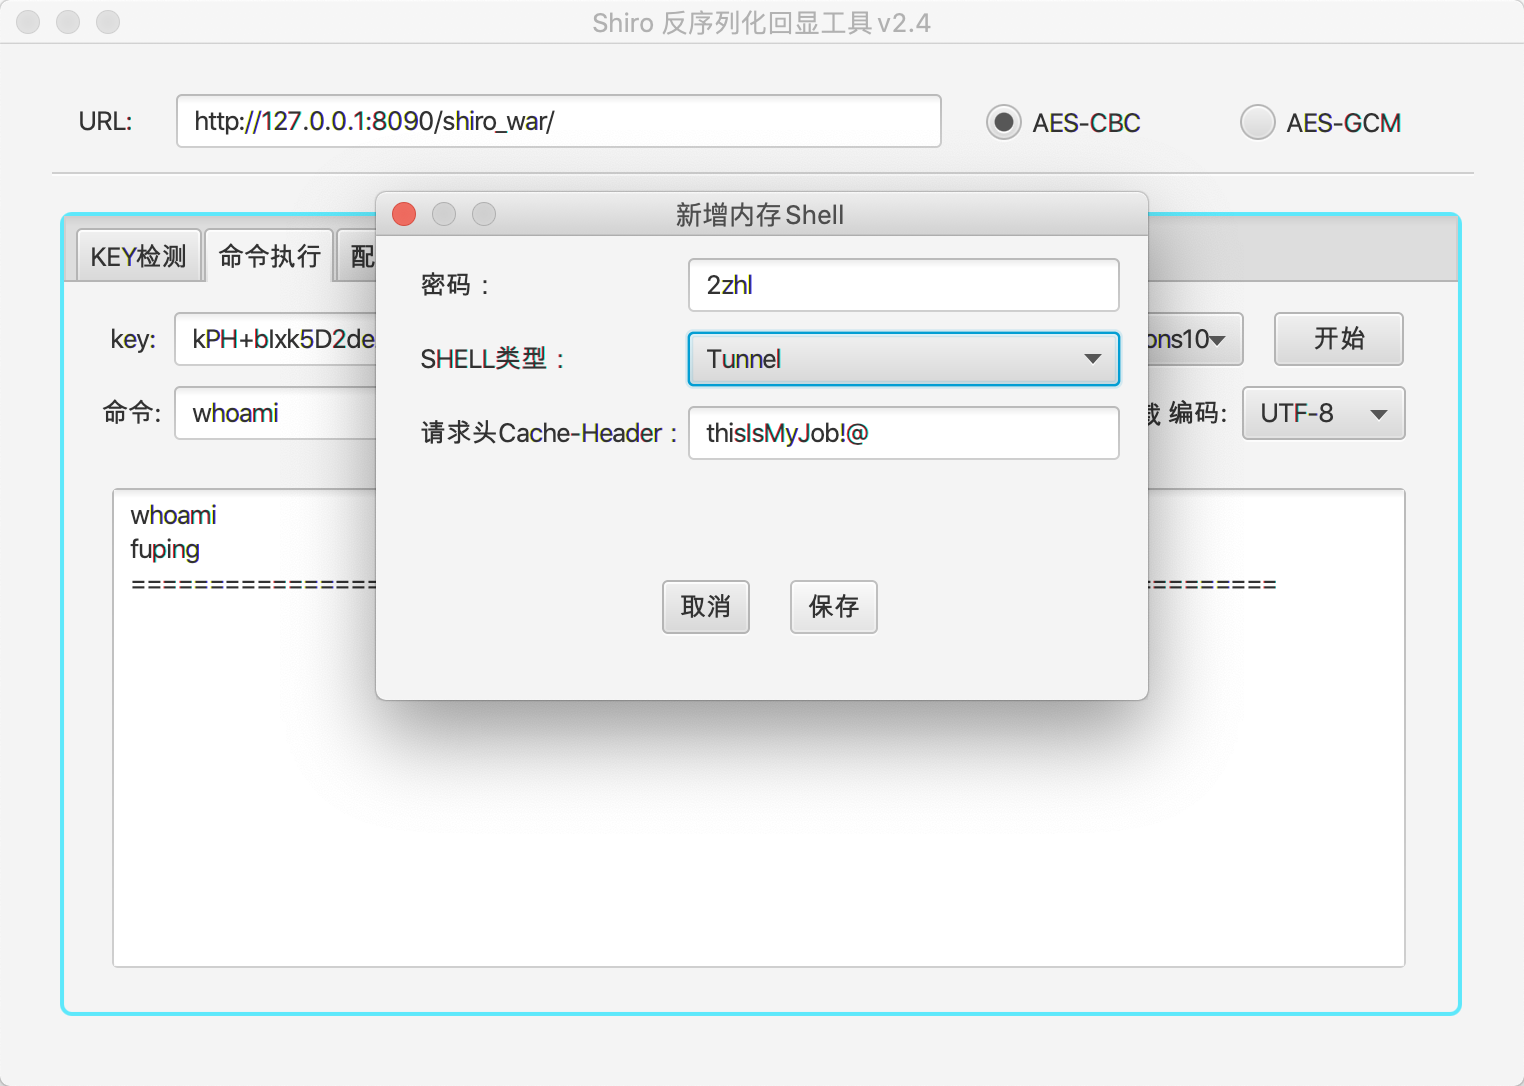 Shiro 反序列化回显工具 v2.4
URL: http://127.0.0.1:8090/shiro_war/ AES-CBC AES-GCM
新增内存Shell
KEY检测 命令执行 配
密码： 2zhl
key: kPH+bIxk5D2de ons10 开始
SHELL类型： Tunnel
命令: whoami 编码: UTF-8
请求头Cache-Header： thisIsMyJob!@
whoami
fuping
取消 保存